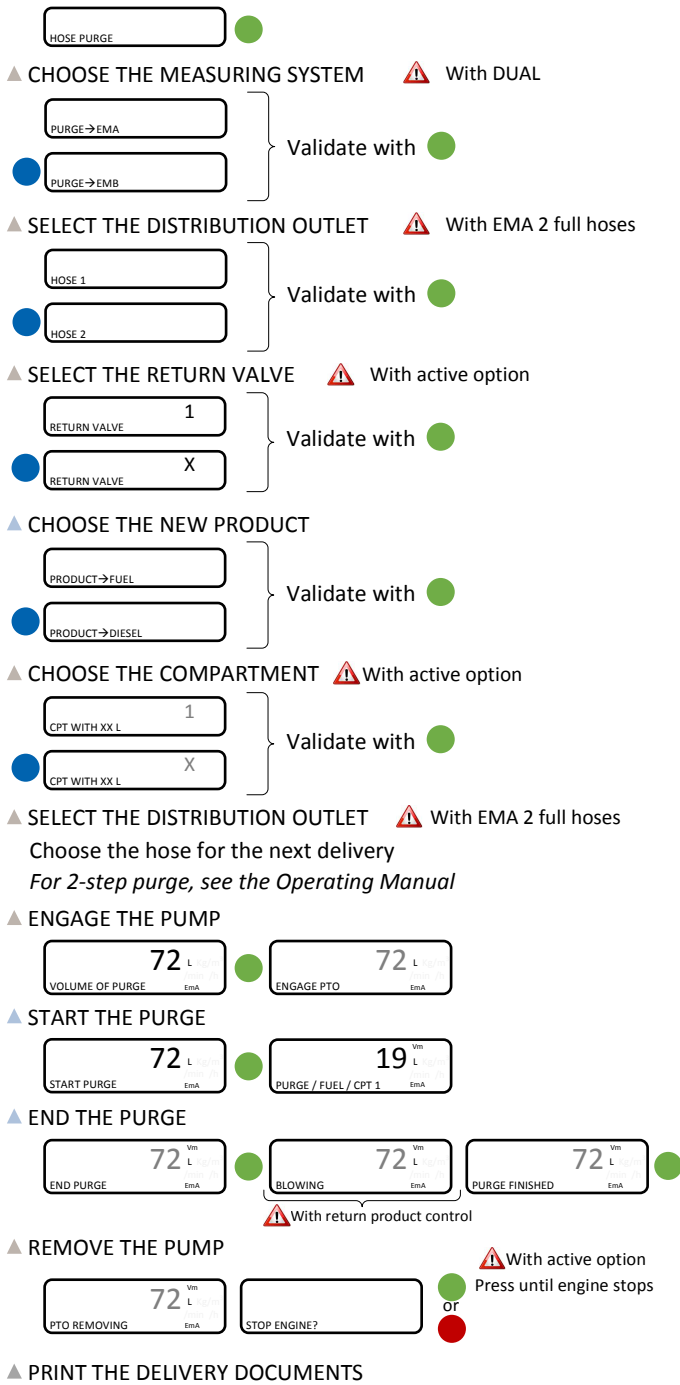 HOSE PURGE
CHOOSE THE MEASURING SYSTEM With DUAL
PURGE→EMA
Validate with
PURGE→EMB
SELECT THE DISTRIBUTION OUTLET With EMA 2 full hoses
HOSE 1
Validate with
HOSE 2
SELECT THE RETURN VALVE With active option
1
RETURN VALVE
Validate with
X
RETURN VALVE
CHOOSE THE NEW PRODUCT
PRODUCT→FUEL
Validate with
PRODUCT→DIESEL
CHOOSE THE COMPARTMENT With active option
1
CPT WITH XX L
Validate with
X
CPT WITH XX L
SELECT THE DISTRIBUTION OUTLET With EMA 2 full hoses
Choose the hose for the next delivery
For 2-step purge, see the Operating Manual
ENGAGE THE PUMP
72 L 72 L
VOLUME OF PURGE EmA ENGAGE PTO EmA
START THE PURGE
Vm
72 L 19 L
START PURGE EmA PURGE / FUEL / CPT 1 EmA
END THE PURGE
Vm Vm Vm
72 L 72 L 72 L
END PURGE EmA BLOWING EmA PURGE FINISHED EmA
With return product control
REMOVE THE PUMP
With active option
Vm
72 L
PTO REMOVING EmA STOP ENGINE?
Press until engine stops
or
PRINT THE DELIVERY DOCUMENTS